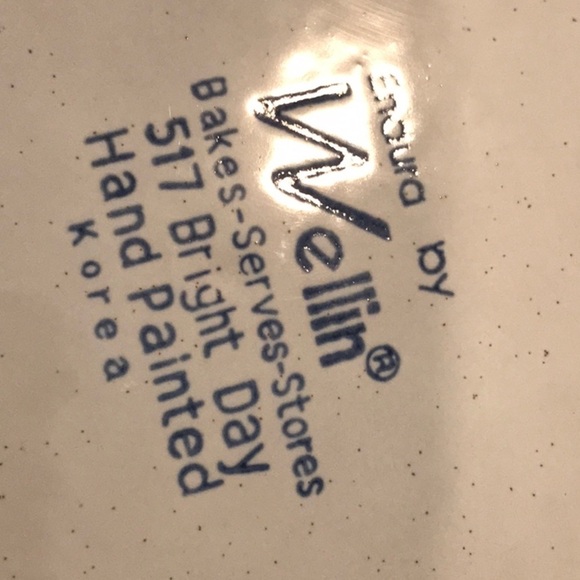 Endura by
Wellin®
Bakes-Serves-Stores
517 Bright Day
Hand Painted
Korea